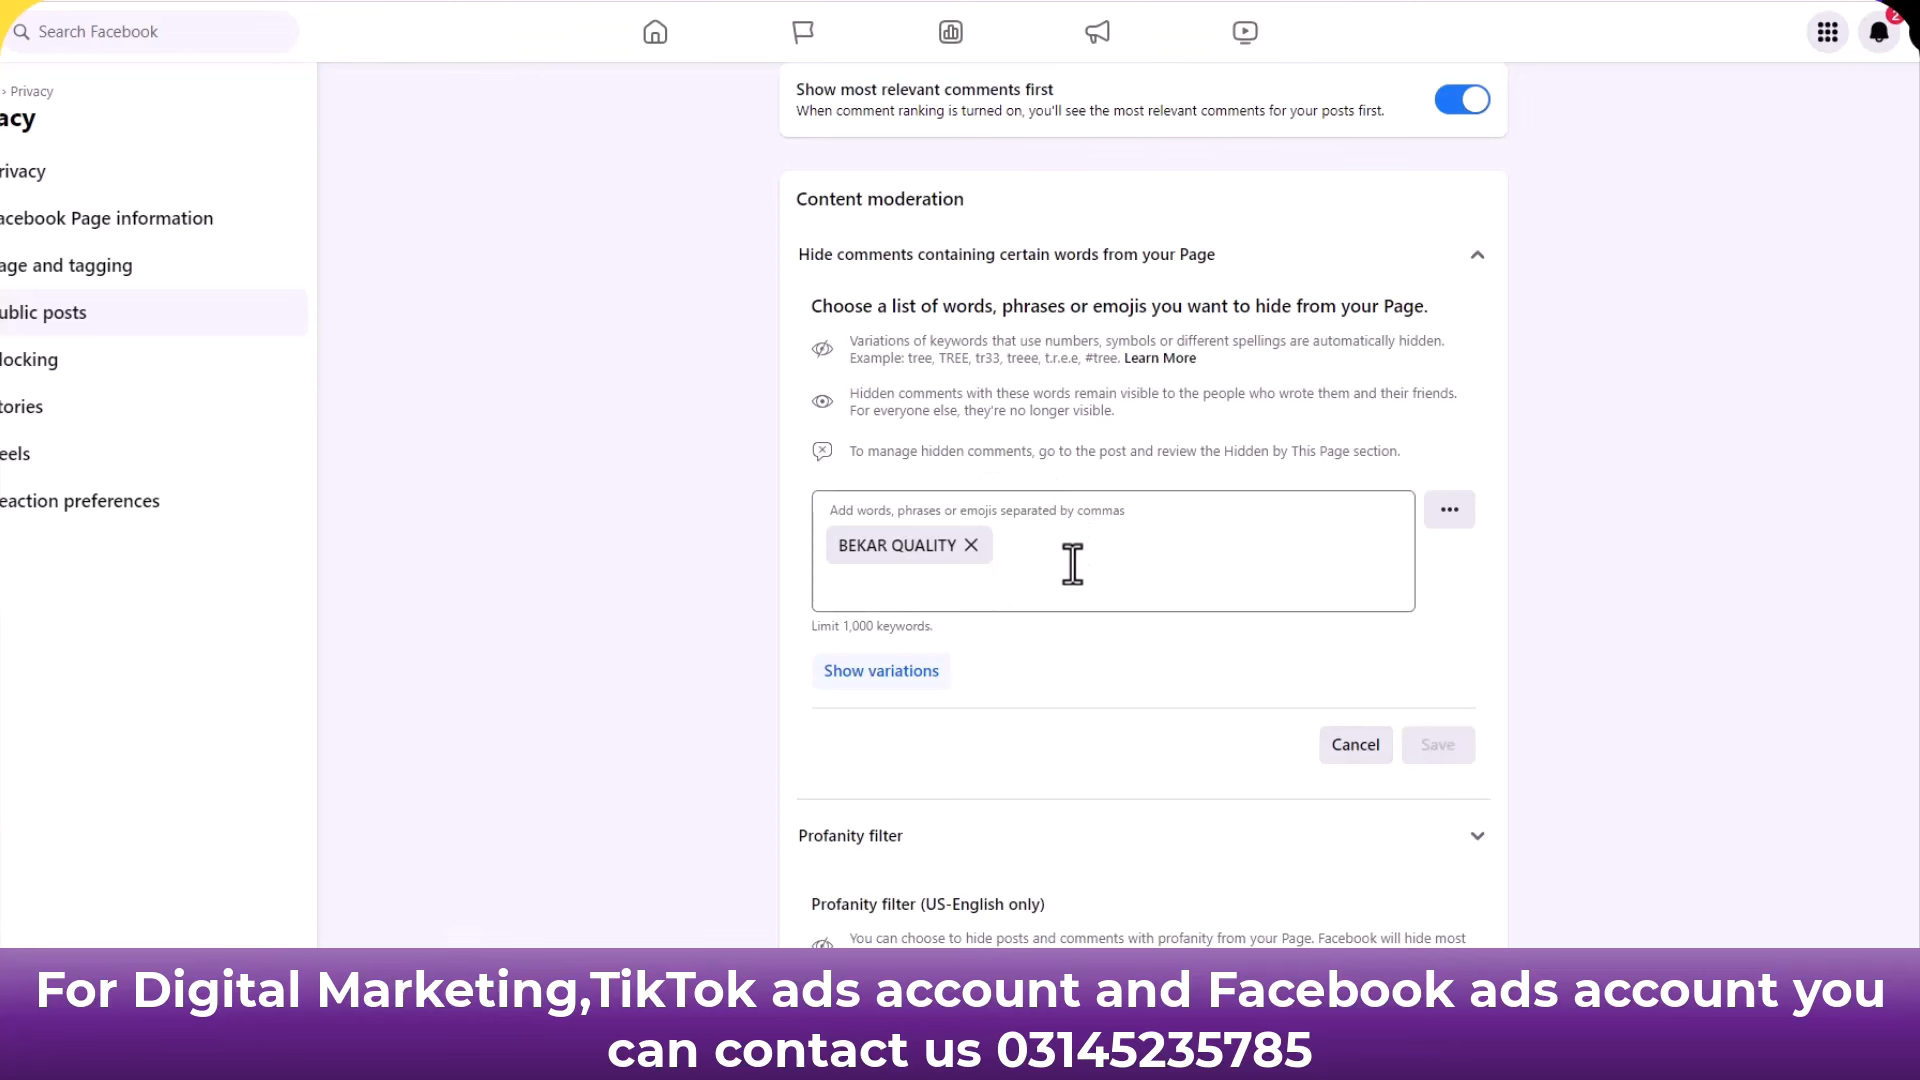 Search Facebook
2
› Privacy
acy
rivacy
acebook Page information
age and tagging
ublic posts
locking
tories
eels
eaction preferences
Show most relevant comments first
When comment ranking is turned on, you'll see the most relevant comments for your posts first.
Content moderation
Hide comments containing certain words from your Page
Choose a list of words, phrases or emojis you want to hide from your Page.
Variations of keywords that use numbers, symbols or different spellings are automatically hidden.
Example: tree, TREE, tr33, treee, t.r.e.e, #tree. Learn More
Hidden comments with these words remain visible to the people who wrote them and their friends.
For everyone else, they're no longer visible.
To manage hidden comments, go to the post and review the Hidden by This Page section.
Add words, phrases or emojis separated by commas
BEKAR QUALITY
Limit 1,000 keywords.
Show variations
Cancel
Save
Profanity filter
Profanity filter (US-English only)
You can choose to hide posts and comments with profanity from your Page. Facebook will hide most
For Digital Marketing,TikTok ads account and Facebook ads account you
can contact us 03145235785